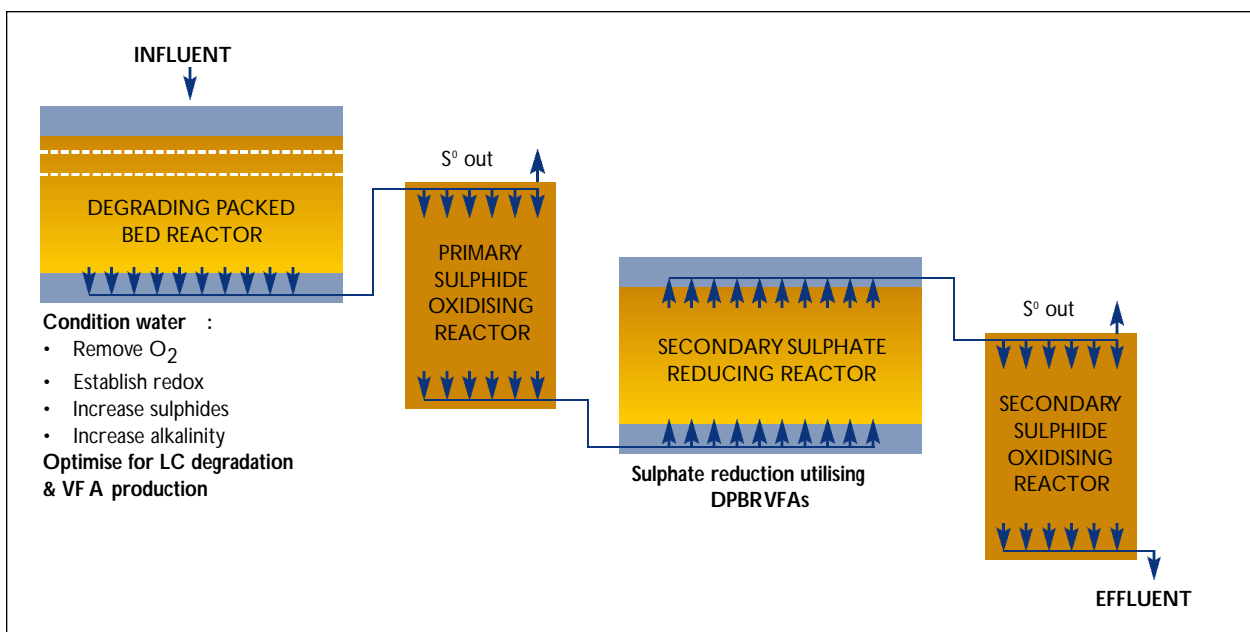 INFLUENT
DEGRADING PACKED
BED REACTOR
Condition water :
• Remove O₂
• Establish redox
• Increase sulphides
• Increase alkalinity
Optimise for LC degradation
& VF A production
S⁰ out
PRIMARY
SULPHIDE
OXIDISING
REACTOR
SECONDARY SULPHATE
REDUCING REACTOR
Sulphate reduction utilising
DPBRVFAs
S⁰ out
SECONDARY
SULPHIDE
OXIDISING
REACTOR
EFFLUENT